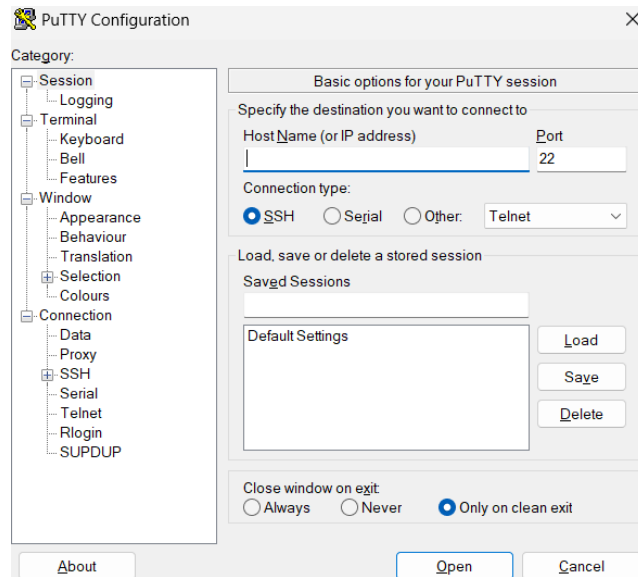 PuTTY Configuration
Category:
Session
Logging
Terminal
Keyboard
Bell
Features
Window
Appearance
Behaviour
Translation
Selection
Colours
Connection
Data
Proxy
SSH
Serial
Telnet
Rlogin
SUPDUP
Basic options for your PuTTY session
Specify the destination you want to connect to
Host Name (or IP address) Port
22
Connection type:
SSH Serial Other: Telnet
Load, save or delete a stored session
Saved Sessions
Default Settings
Load
Save
Delete
Close window on exit:
Always Never Only on clean exit
About Open Cancel